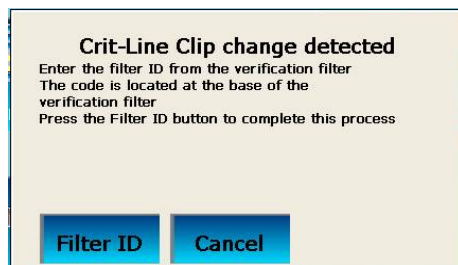 Crit-Line Clip change detected
Enter the filter ID from the verification filter
The code is located at the base of the
verification filter
Press the Filter ID button to complete this process
Filter ID Cancel